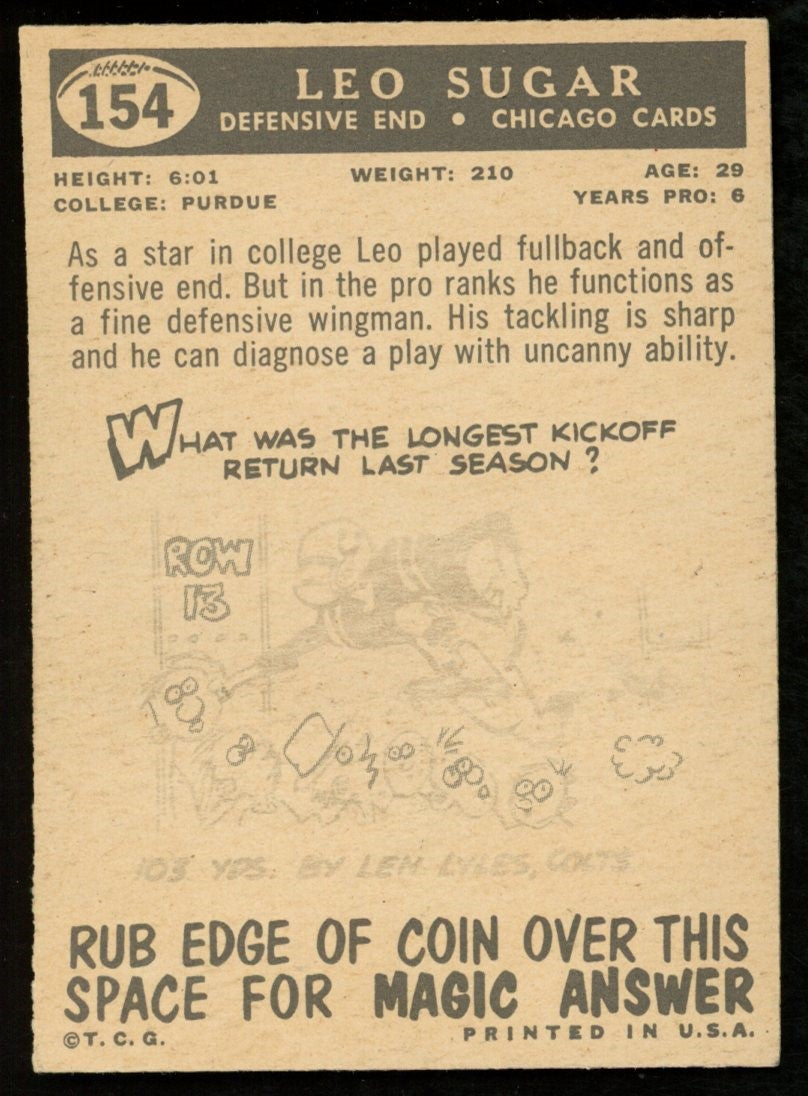 154
LEO SUGAR
DEFENSIVE END • CHICAGO CARDS
HEIGHT: 6:01 WEIGHT: 210 AGE: 29
COLLEGE: PURDUE YEARS PRO: 6
As a star in college Leo played fullback and of-
fensive end. But in the pro ranks he functions as
a fine defensive wingman. His tackling is sharp
and he can diagnose a play with uncanny ability.
WHAT WAS THE LONGEST KICKOFF
RETURN LAST SEASON?
ROW
13
103 YDS. BY LEN LYLES, COLTS
RUB EDGE OF COIN OVER THIS
SPACE FOR MAGIC ANSWER
©T. C. G. PRINTED IN U.S.A.